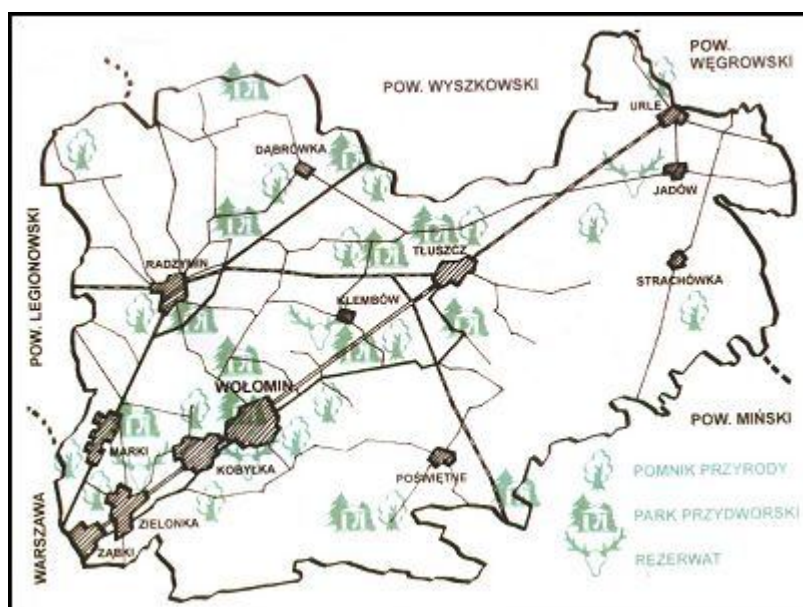 POW.
WĘGROWSKI
POW. WYSZKOWSKI
URLE
DĄBRÓWKA
JADÓW
TŁUSZCZ
RADZYMIN
STRACHÓWKA
POW. LEGIONOWSKI
KLEMBÓW
WOŁOMIN
POW. MIŃSKI
MARKI
KOBYŁKA
POŚWIĘTNE
POMNIK PRZYRODY
ZIELONKA
PARK PRZYDWORSKI
WARSZAWA
ZĄBKI
REZERWAT